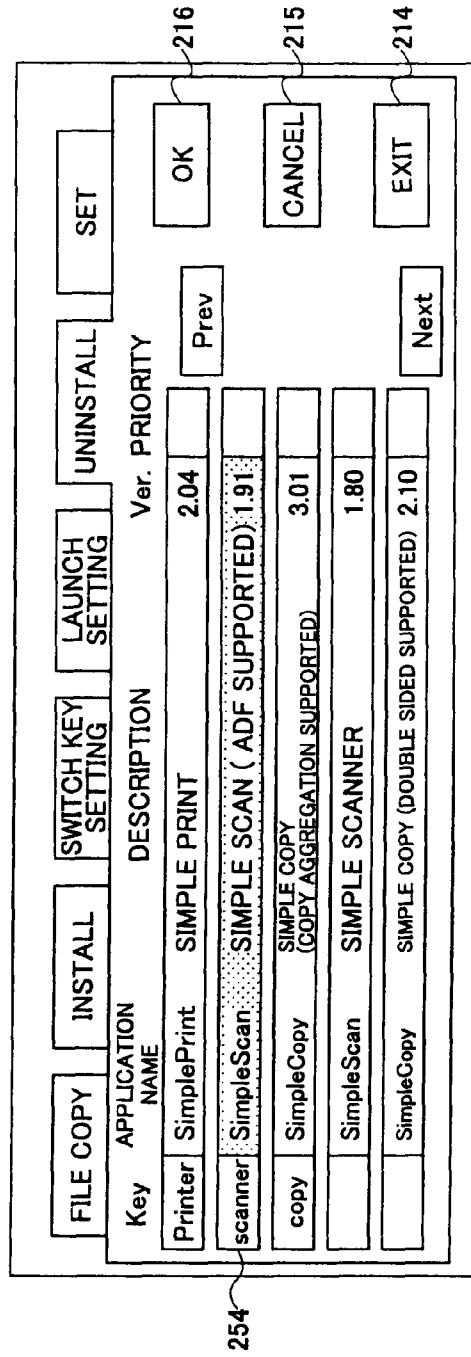 FILE COPY
INSTALL
SWITCH KEY
SETTING
LAUNCH
SETTING
UNINSTALL
SET
Key
APPLICATION
NAME
DESCRIPTION
Ver.
PRIORITY
Printer SimplePrint SIMPLE PRINT 2.04
scanner SimpleScan SIMPLE SCAN ( ADF SUPPORTED) 1.91
copy SimpleCopy SIMPLE COPY
(COPY AGGREGATION SUPPORTED) 3.01
SimpleScan SIMPLE SCANNER 1.80
SimpleCopy SIMPLE COPY (DOUBLE SIDED SUPPORTED) 2.10
Prev
Next
OK
CANCEL
EXIT
216
215
214
254